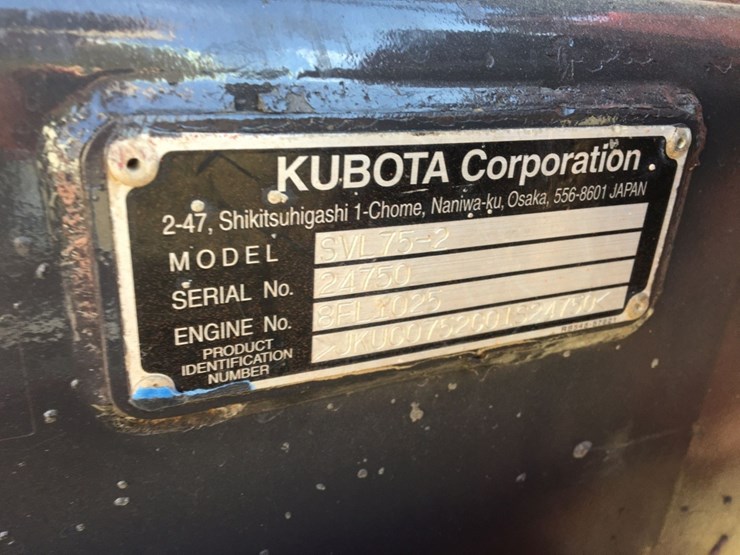 KUBOTA Corporation
2-47, Shikitsuhigashi 1-Chome, Naniwa-ku, Osaka, 556-8601 JAPAN
MODEL SVL75-2
SERIAL No. 24750
ENGINE No.
PRODUCT
IDENTIFICATION
NUMBER